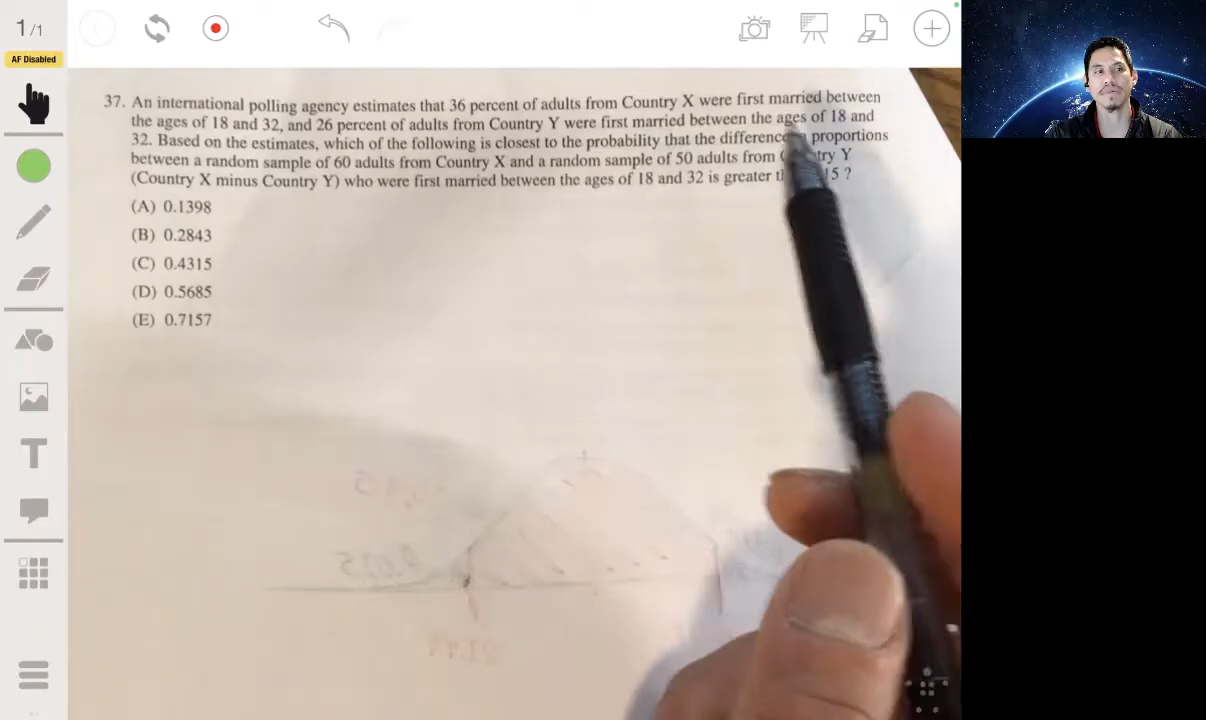 1/1
AF Disabled
37. An international polling agency estimates that 36 percent of adults from Country X were first married between
the ages of 18 and 32, and 26 percent of adults from Country Y were first married between the ages of 18 and
32. Based on the estimates, which of the following is closest to the probability that the difference proportions
between a random sample of 60 adults from Country X and a random sample of 50 adults from Y
(Country X minus Country Y) who were first married between the ages of 18 and 32 is greater 15 ?
(A) 0.1398
(B) 0.2843
(C) 0.4315
(D) 0.5685
(E) 0.7157
T